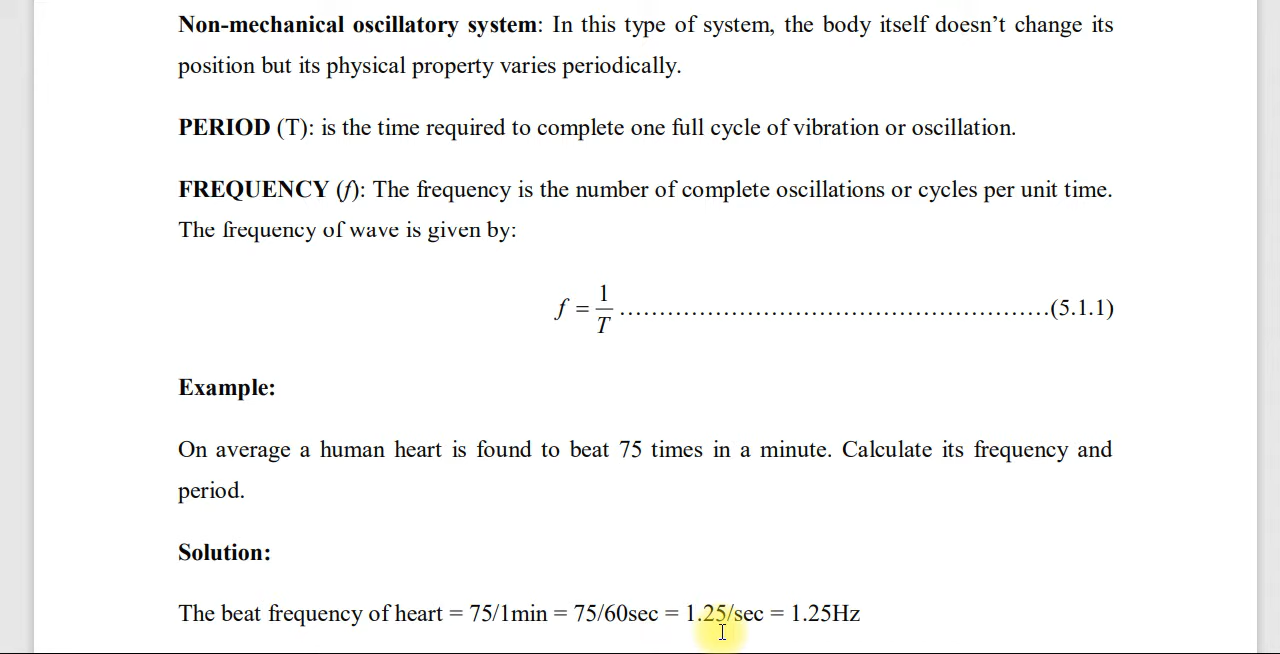 Non-mechanical oscillatory system: In this type of system, the body itself doesn’t change its
position but its physical property varies periodically.
PERIOD (T): is the time required to complete one full cycle of vibration or oscillation.
FREQUENCY (f): The frequency is the number of complete oscillations or cycles per unit time.
The frequency of wave is given by:
f = 1/T ……………………………………………….(5.1.1)
Example:
On average a human heart is found to beat 75 times in a minute. Calculate its frequency and
period.
Solution:
The beat frequency of heart = 75/1min = 75/60sec = 1.25/sec = 1.25Hz